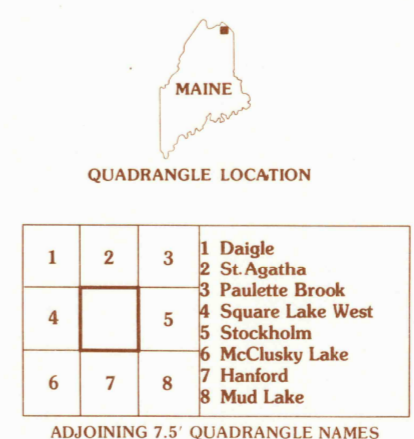 MAINE
QUADRANGLE LOCATION
1 2 3
4 5
6 7 8
1 Daigle
2 St. Agatha
3 Paulette Brook
4 Square Lake West
5 Stockholm
6 McClusky Lake
7 Hanford
8 Mud Lake
ADJOINING 7.5′ QUADRANGLE NAMES